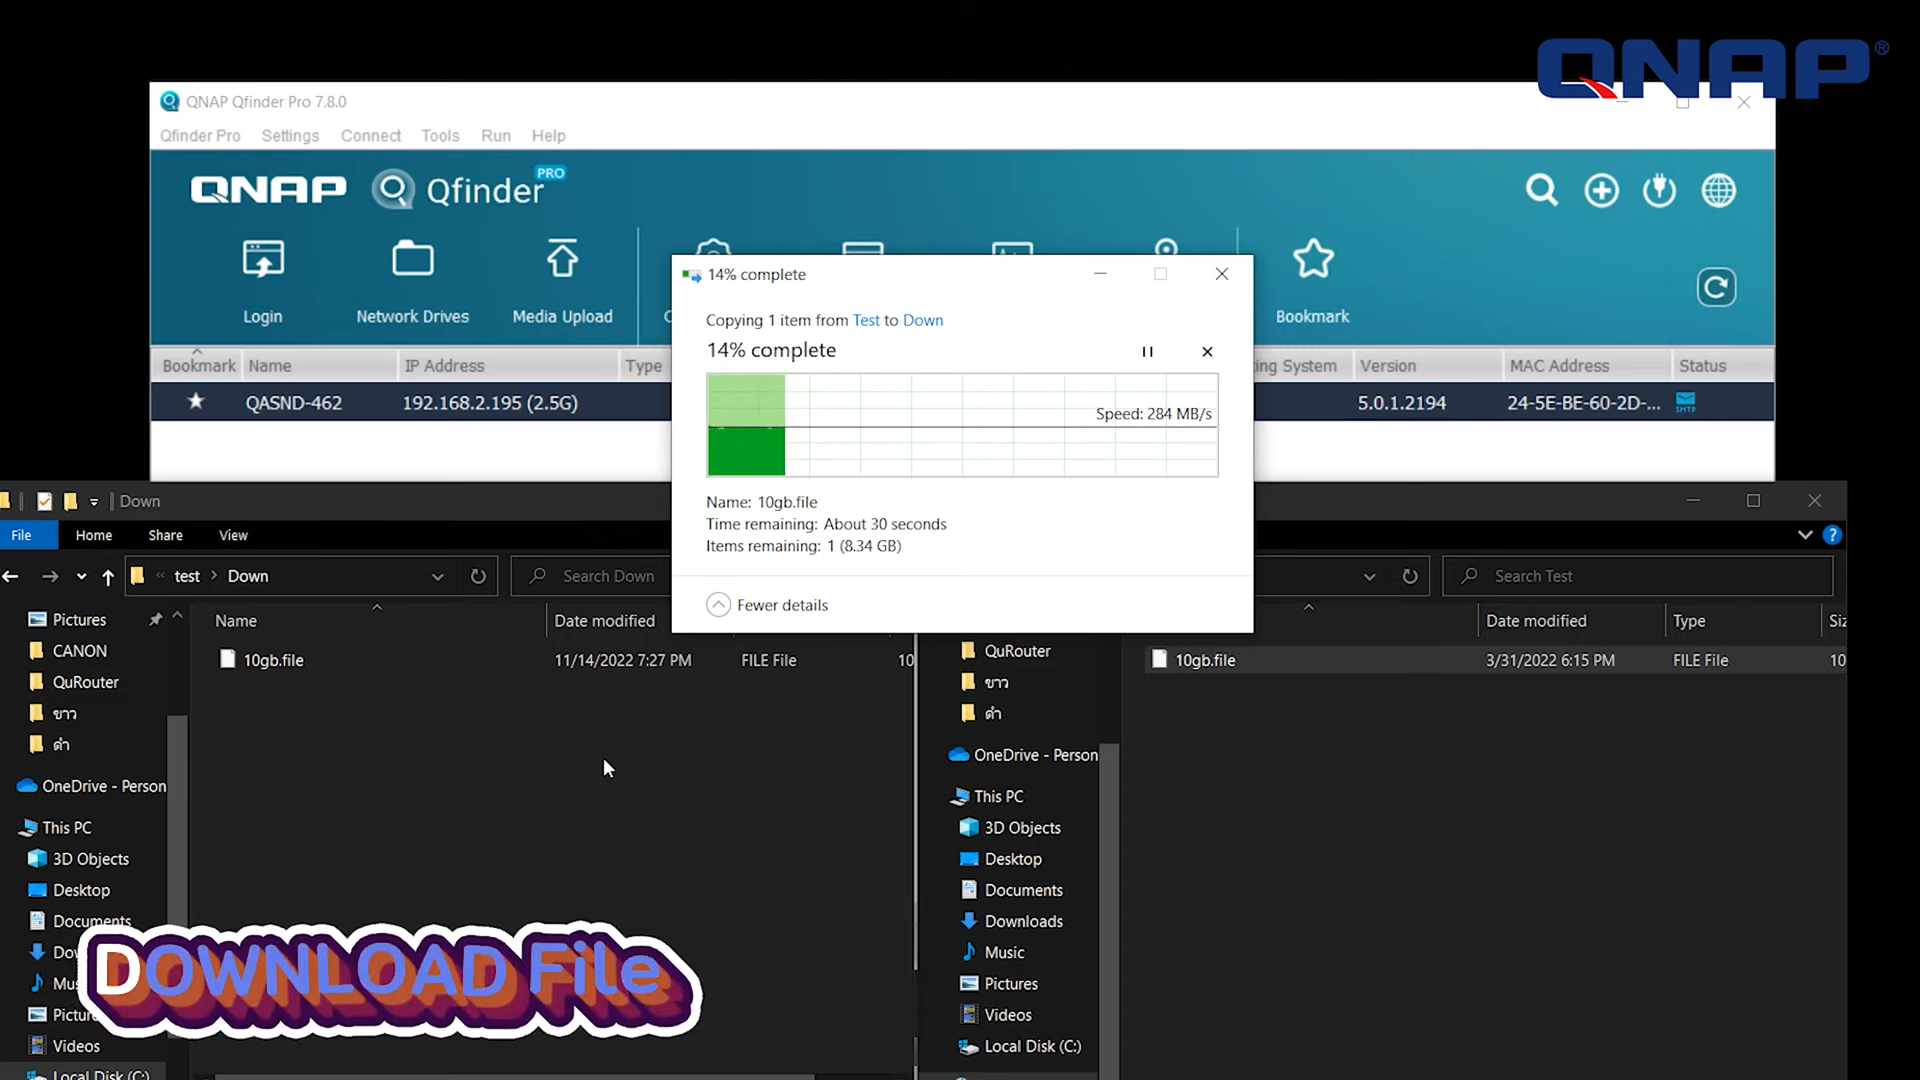 QNAP®
QNAP Qfinder Pro 7.8.0
Qfinder Pro Settings Connect Tools Run Help
QNAP Qfinder PRO
Login Network Drives Media Upload Bookmark
Bookmark Name IP Address Type ing System Version MAC Address Status
QASND-462 192.168.2.195 (2.5G) 5.0.1.2194 24-5E-BE-60-2D-... SMTP
14% complete
Copying 1 item from Test to Down
14% complete
Speed: 284 MB/s
Name: 10gb.file
Time remaining: About 30 seconds
Items remaining: 1 (8.34 GB)
Fewer details
Down
File Home Share View
test Down Search Down
Name Date modified
10gb.file 11/14/2022 7:27 PM FILE File 10
Pictures
CANON
QuRouter
ขาว
ดำ
OneDrive - Person
This PC
3D Objects
Desktop
Documents
Dow
Mus
Pictur
Videos
Local Disk (C:)
Search Test
Date modified Type Siz
10gb.file 3/31/2022 6:15 PM FILE File 10
QuRouter
ขาว
ดำ
OneDrive - Person
This PC
3D Objects
Desktop
Documents
Downloads
Music
Pictures
Videos
Local Disk (C:)
DOWNLOAD File